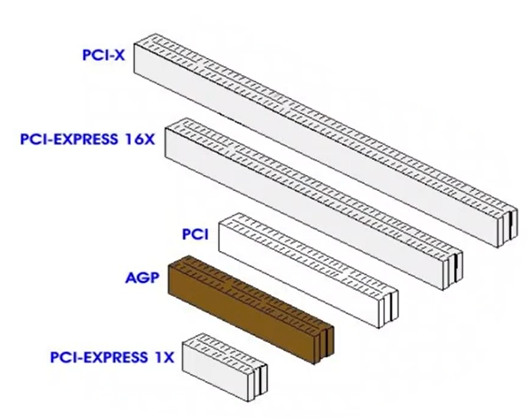 PCI-X
PCI-EXPRESS 16X
PCI
AGP
PCI-EXPRESS 1X